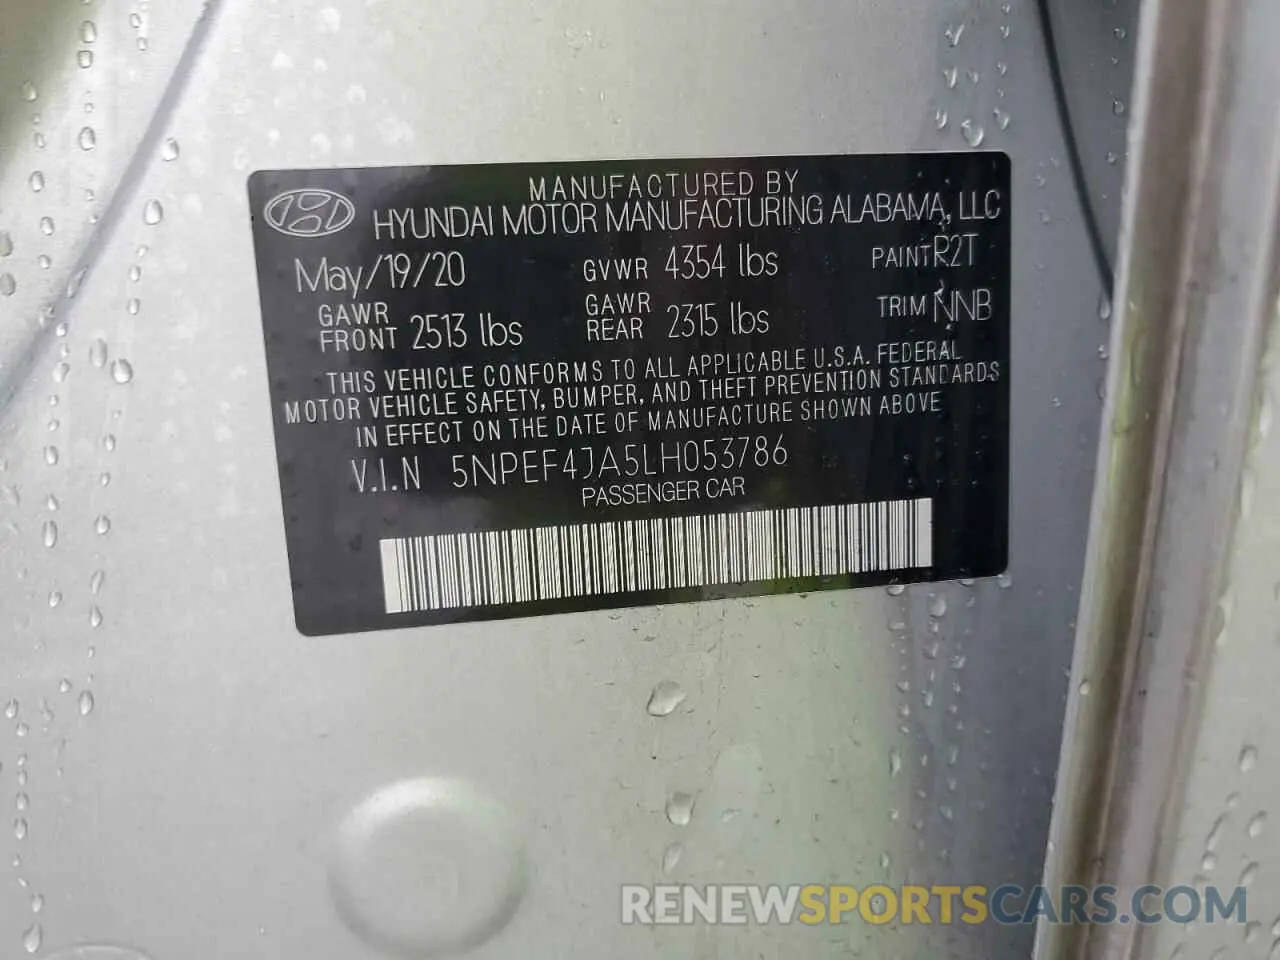 MANUFACTURED BY
HYUNDAI MOTOR MANUFACTURING ALABAMA, LLC
May/19/20 GVWR 4354 lbs PAINT R2T
GAWR FRONT 2513 lbs GAWR REAR 2315 lbs TRIM NNB
THIS VEHICLE CONFORMS TO ALL APPLICABLE U.S.A. FEDERAL
MOTOR VEHICLE SAFETY, BUMPER, AND THEFT PREVENTION STANDARDS
IN EFFECT ON THE DATE OF MANUFACTURE SHOWN ABOVE
V.I.N 5NPEF4JA5LH053786
PASSENGER CAR
RENEWSPORTSCARS.COM